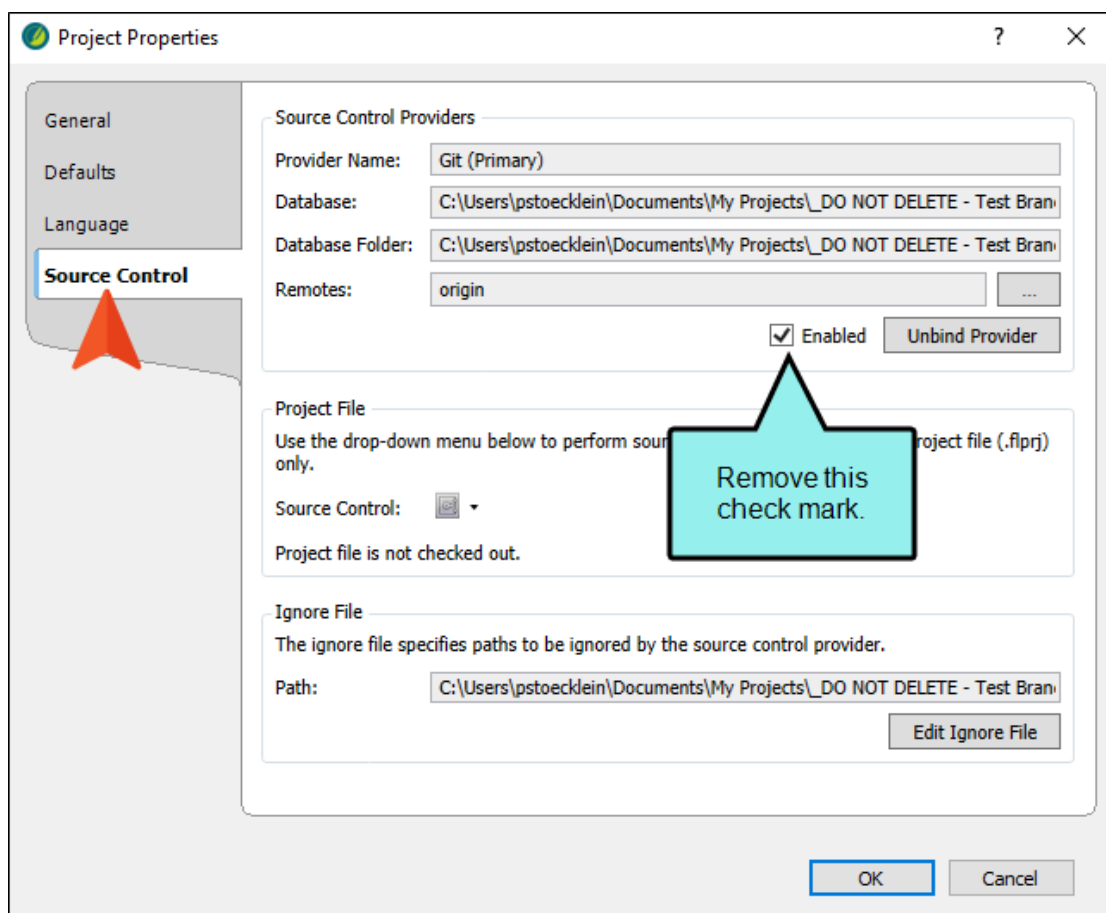 Project Properties
?
General
Defaults
Language
Source Control
Source Control Providers
Provider Name: Git (Primary)
Database: C:\Users\pstoecklein\Documents\My Projects\_DO NOT DELETE - Test Bran
Database Folder: C:\Users\pstoecklein\Documents\My Projects\_DO NOT DELETE - Test Bran
Remotes: origin ...
Enabled Unbind Provider
Project File
Use the drop-down menu below to perform sour roject file (.flprj)
only.
Remove this
check mark.
Source Control:
Project file is not checked out.
Ignore File
The ignore file specifies paths to be ignored by the source control provider.
Path: C:\Users\pstoecklein\Documents\My Projects\_DO NOT DELETE - Test Bran
Edit Ignore File
OK Cancel